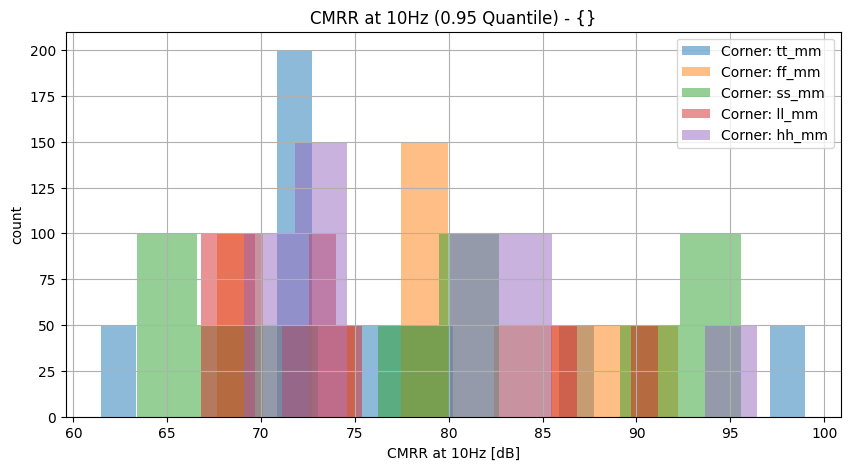 CMRR at 10Hz (0.95 Quantile) - {}
200
175
150
125
100
75
50
25
0
count
Corner: tt_mm
Corner: ff_mm
Corner: ss_mm
Corner: ll_mm
Corner: hh_mm
60 65 70 75 80 85 90 95 100
CMRR at 10Hz [dB]